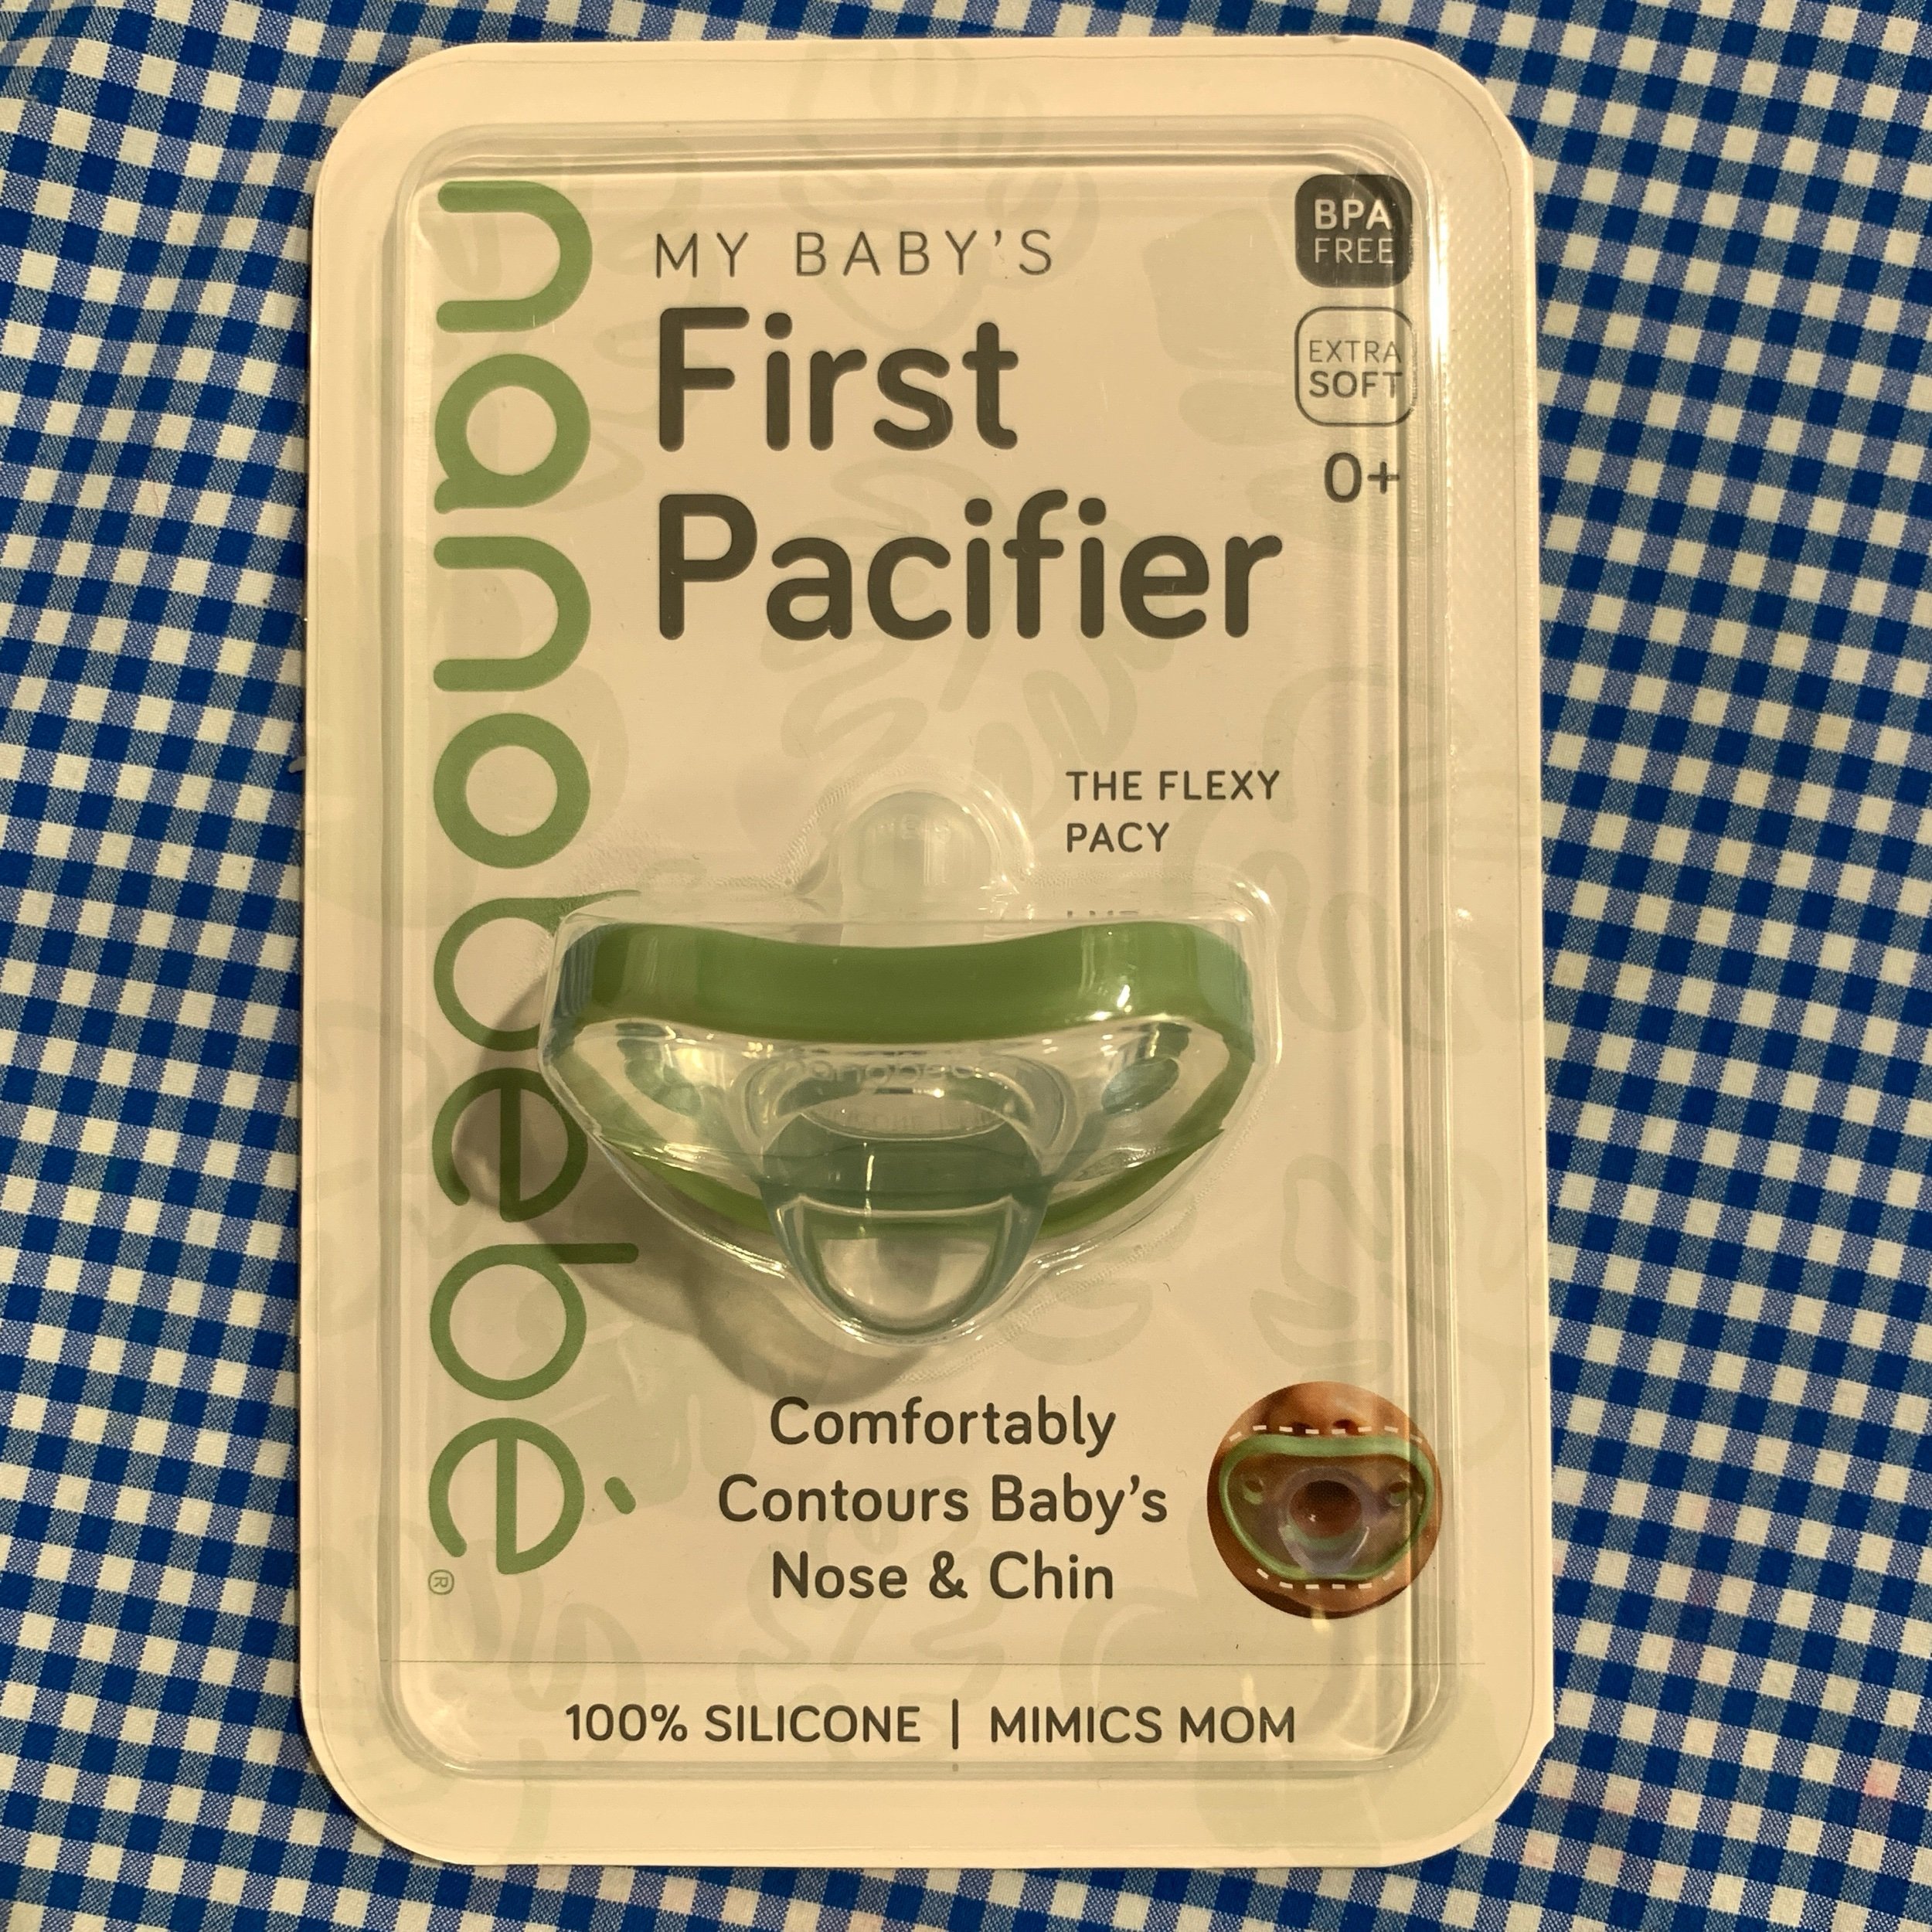 nanobebé
®
MY BABY'S
First
Pacifier
BPA
FREE
EXTRA
SOFT
0+
THE FLEXY
PACY
Comfortably
Contours Baby's
Nose & Chin
100% SILICONE | MIMICS MOM